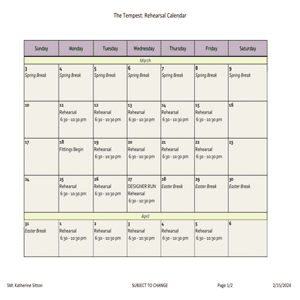 The Tempest: Rehearsal Calendar
Sunday Monday Tuesday Wednesday Thursday Friday Saturday
March
3 4 5 6 7 8 9
Spring Break Spring Break Spring Break Spring Break Spring Break Spring Break Spring Break
10 11 12 13 14 15 16
Rehearsal Rehearsal Rehearsal Rehearsal Rehearsal
6:30 - 10:30 pm 6:30 - 10:30 pm 6:30 - 10:30 pm 6:30 - 10:30 pm 6:30 - 10:30 pm
17 18 19 20 21 22 23
Fittings Begin Rehearsal Rehearsal Rehearsal Rehearsal
6:30 - 10:30 pm 6:30 - 10:30 pm 6:30 - 10:30 pm 6:30 - 10:30 pm
24 25 26 27 28 29 30
Rehearsal Rehearsal DESIGNER RUN Easter Break Easter Break Easter Break
6:30 - 10:30 pm 6:30 - 10:30 pm Rehearsal
6:30 - 10:30 pm
April
31 1 2 3 4 5 6
Easter Break Rehearsal Rehearsal Rehearsal Rehearsal Rehearsal
6:30 - 10:30 pm 6:30 - 10:30 pm 6:30 - 10:30 pm 6:30 - 10:30 pm 6:30 - 10:30 pm
SM: Katherine Sitton SUBJECT TO CHANGE Page 1/2 2/15/2024